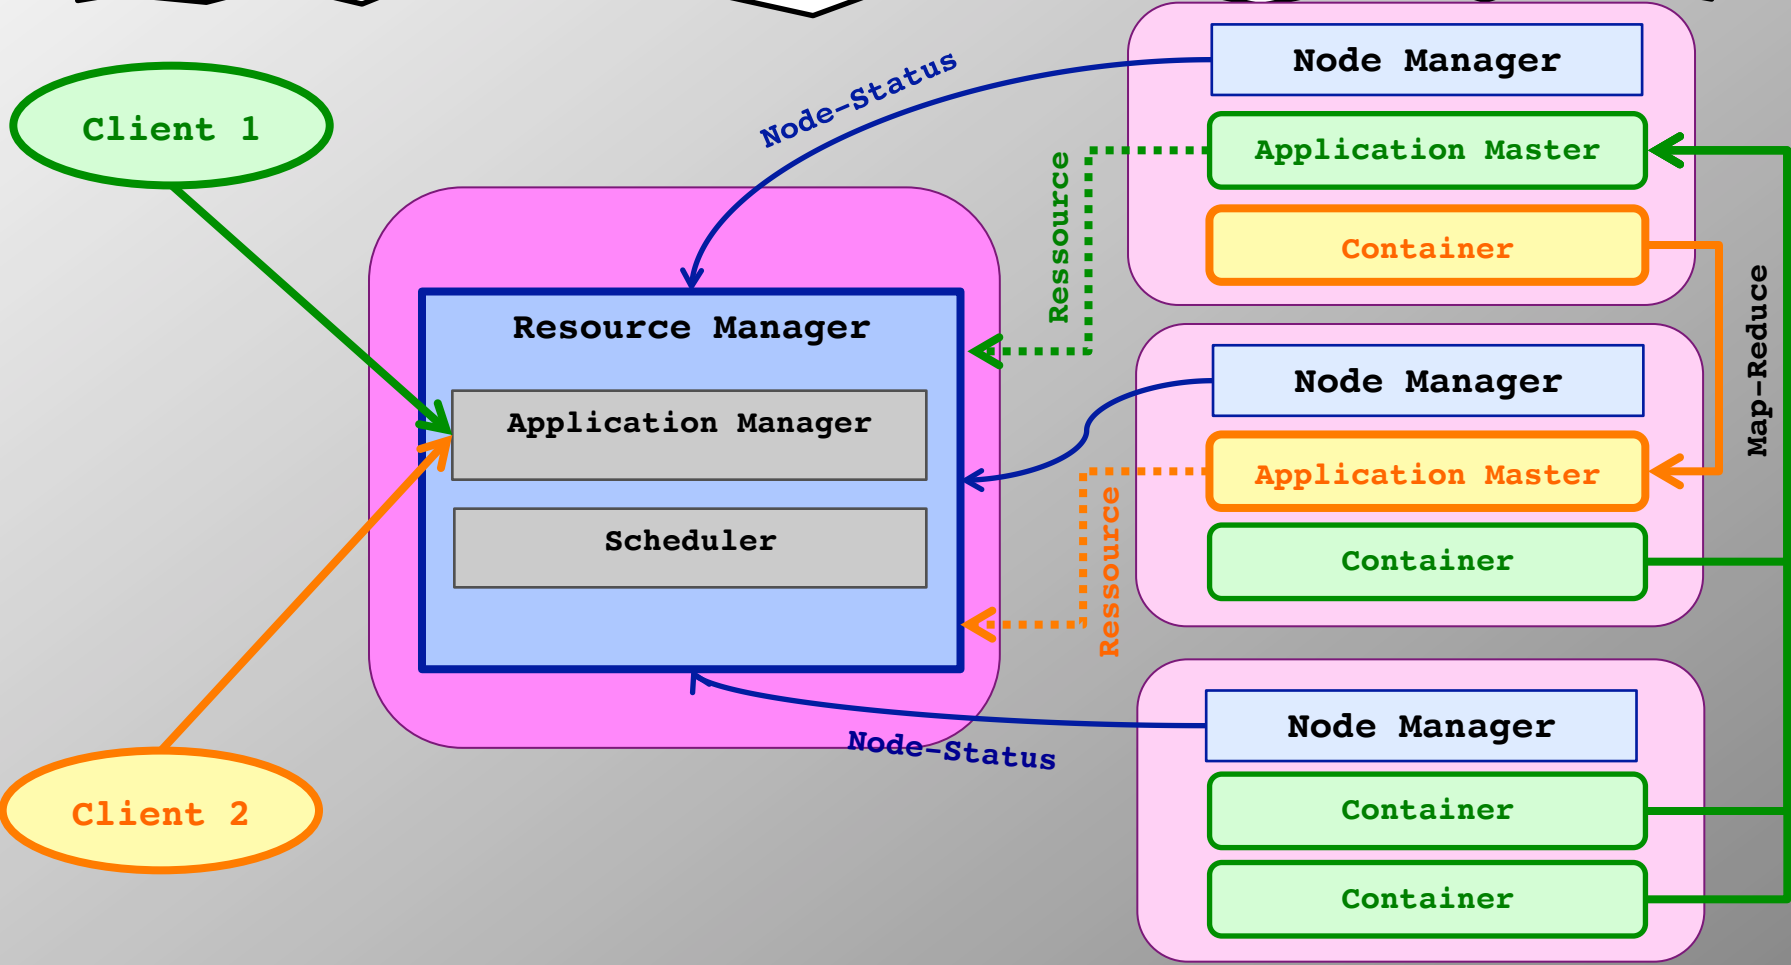 Client 1
Node-Status
Resource Manager
Application Manager
Scheduler
Client 2
Node-Status
Ressource
Ressource
Node Manager
Application Master
Container
Node Manager
Application Master
Container
Node Manager
Container
Container
Map-Reduce